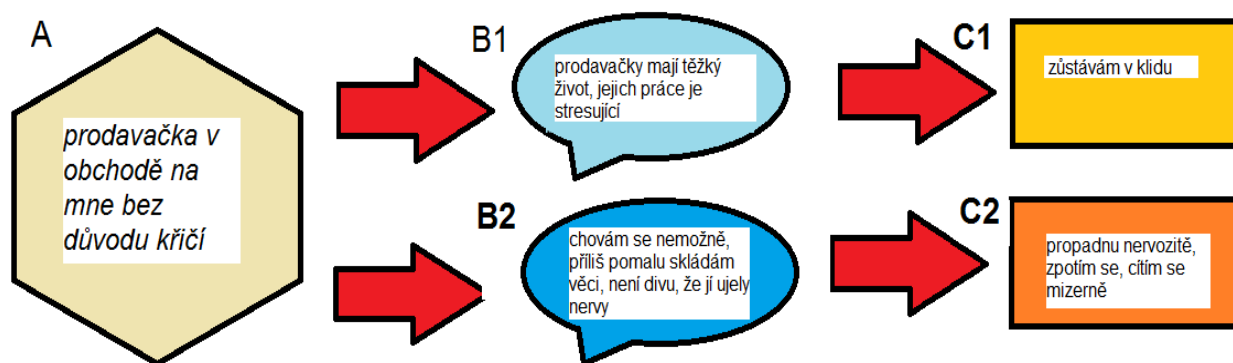 A
prodavačka v
obchodě na
mne bez
důvodu křičí
B1
prodavačky mají těžký
život, jejich práce je
stresující
C1
zůstávám v klidu
B2
chovám se nemožně,
příliš pomalu skládám
věci, není divu, že jí ujely
nervy
C2
propadnu nervozitě,
zpotím se, cítím se
mizerně